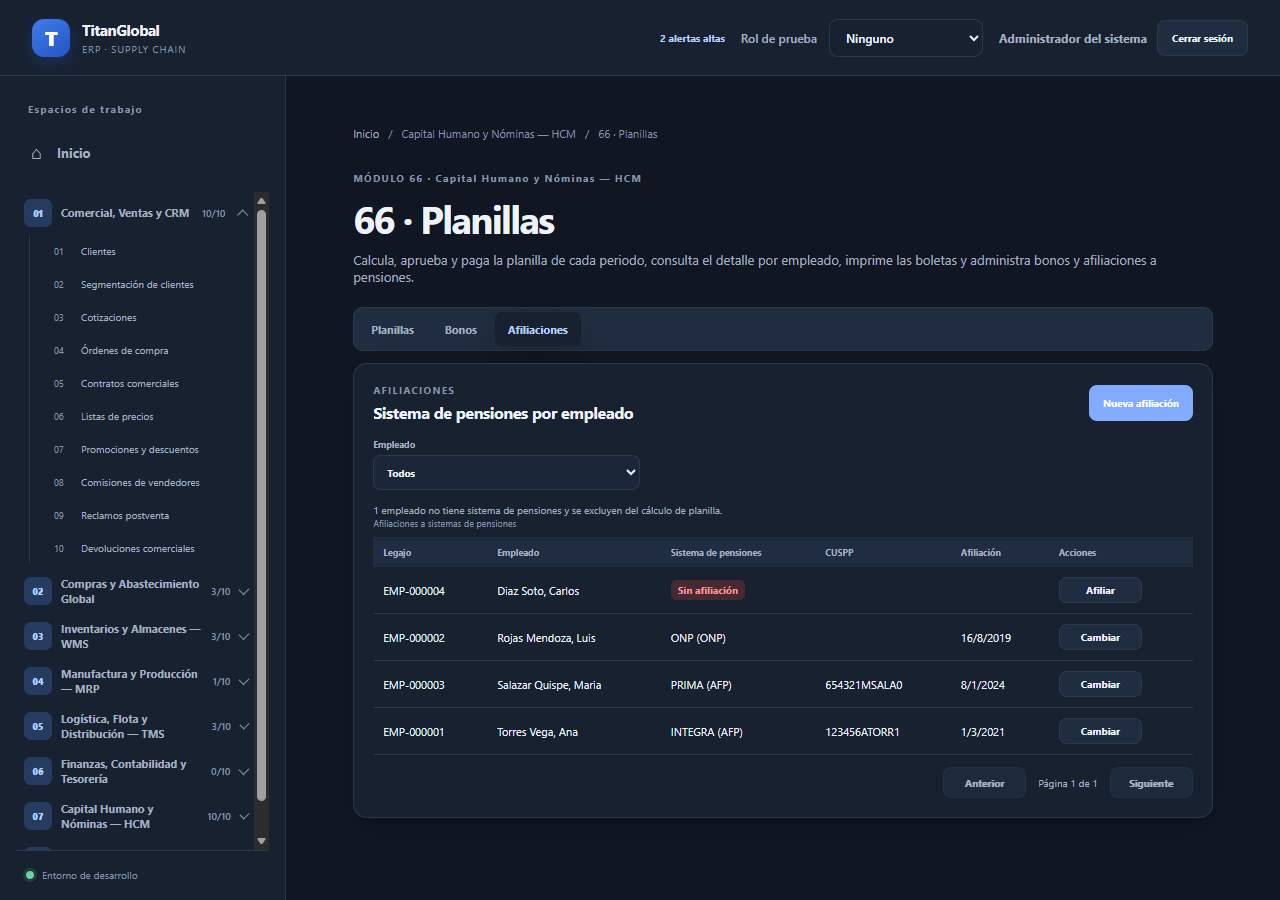 T
TitanGlobal
ERP · SUPPLY CHAIN
2 alertas altas
Rol de prueba
Ninguno
Administrador del sistema
Cerrar sesión
Espacios de trabajo
Inicio
01 Comercial, Ventas y CRM 10/10
01 Clientes
02 Segmentación de clientes
03 Cotizaciones
04 Órdenes de compra
05 Contratos comerciales
06 Listas de precios
07 Promociones y descuentos
08 Comisiones de vendedores
09 Reclamos postventa
10 Devoluciones comerciales
02 Compras y Abastecimiento
Global 3/10
03 Inventarios y Almacenes —
WMS 3/10
04 Manufactura y Producción
— MRP 1/10
05 Logística, Flota y
Distribución — TMS 3/10
06 Finanzas, Contabilidad y
Tesorería 0/10
07 Capital Humano y
Nóminas — HCM 10/10
Entorno de desarrollo
Inicio / Capital Humano y Nóminas — HCM / 66 · Planillas
MÓDULO 66 · Capital Humano y Nóminas — HCM
66 · Planillas
Calcula, aprueba y paga la planilla de cada periodo, consulta el detalle por empleado, imprime las boletas y administra bonos y afiliaciones a
pensiones.
Planillas Bonos Afiliaciones
AFILIACIONES
Sistema de pensiones por empleado
Nueva afiliación
Empleado
Todos
1 empleado no tiene sistema de pensiones y se excluyen del cálculo de planilla.
Afiliaciones a sistemas de pensiones
Legajo Empleado Sistema de pensiones CUSPP Afiliación Acciones
EMP-000004 Diaz Soto, Carlos Sin afiliación Afiliar
EMP-000002 Rojas Mendoza, Luis ONP (ONP) 16/8/2019 Cambiar
EMP-000003 Salazar Quispe, Maria PRIMA (AFP) 654321MSALA0 8/1/2024 Cambiar
EMP-000001 Torres Vega, Ana INTEGRA (AFP) 123456ATORR1 1/3/2021 Cambiar
Anterior Página 1 de 1 Siguiente